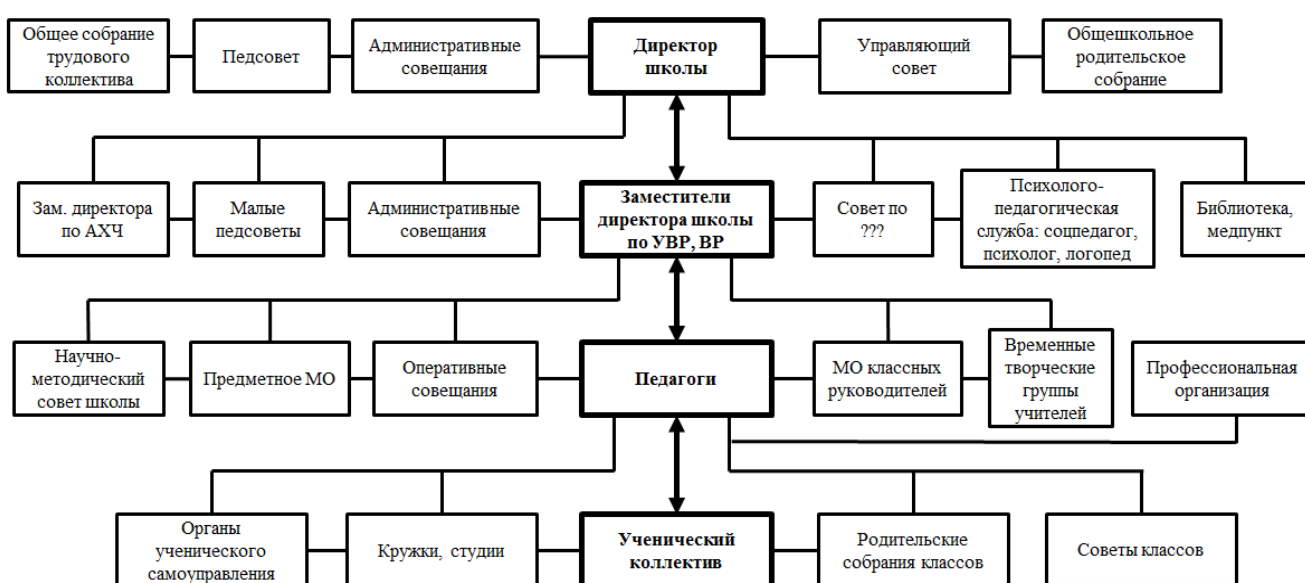 Общее собрание
трудового
коллектива
Педсовет
Административные
совещания
Директор
школы
Управляющий
совет
Общешкольное
родительское
собрание
Зам. директора
по АХЧ
Малые
педсоветы
Административные
совещания
Заместители
директора школы
по УВР, ВР
Совет по
???
Психолого-
педагогическая
служба: соцпедагог,
психолог, логопед
Библиотека,
медпункт
Научно-
методический
совет школы
Предметное МО
Оперативные
совещания
Педагоги
МО классных
руководителей
Временные
творческие
группы
учителей
Профессиональная
организация
Органы
ученического
самоуправления
Кружки, студии
Ученический
коллектив
Родительские
собрания классов
Советы классов